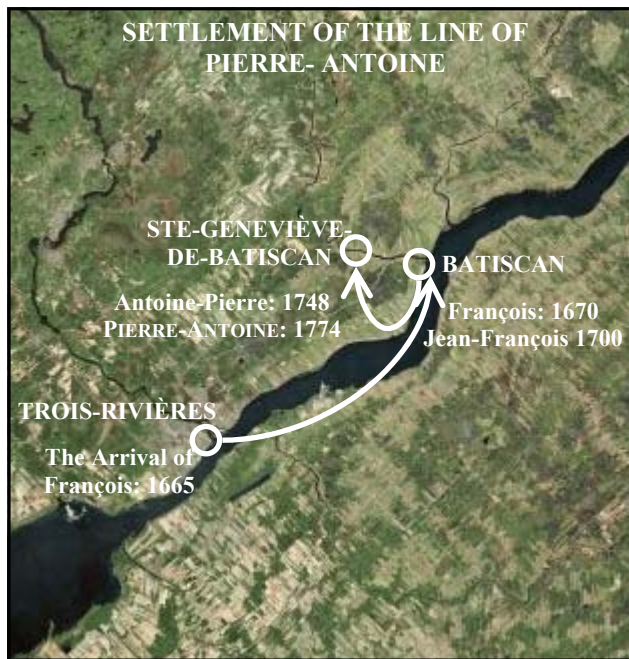 SETTLEMENT OF THE LINE OF
PIERRE- ANTOINE
STE-GENEVIÈVE-
DE-BATISCAN
BATISCAN
Antoine-Pierre: 1748
PIERRE-ANTOINE: 1774
François: 1670
Jean-François 1700
TROIS-RIVIÈRES
The Arrival of
François: 1665